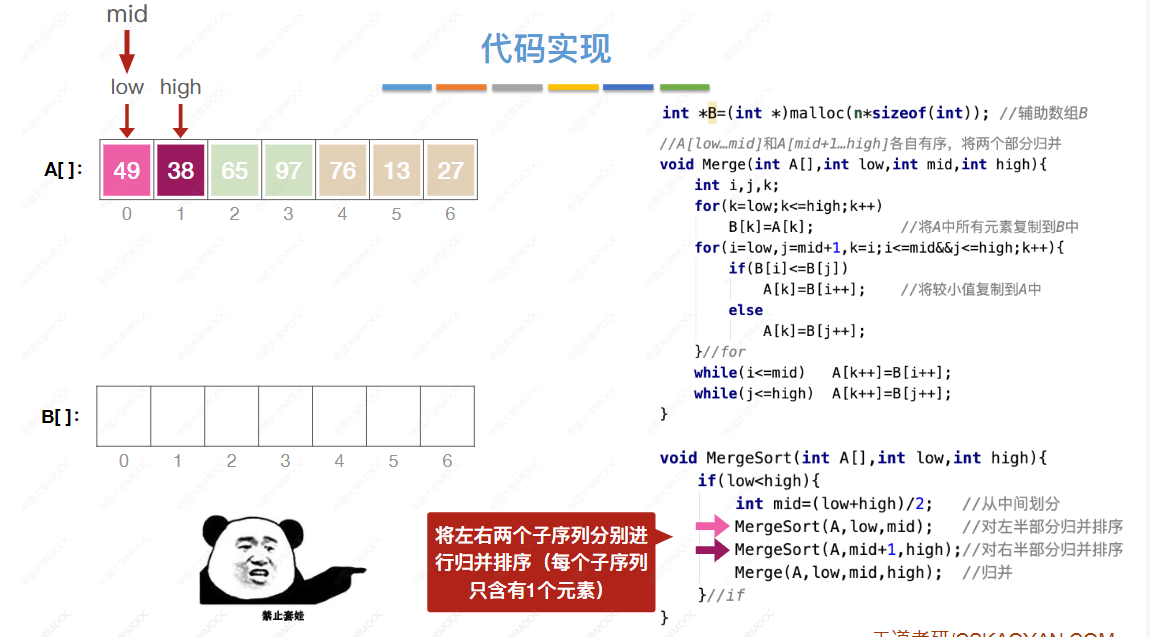 mid
代码实现
low high
int *B=(int *)malloc(n*sizeof(int)); //辅助数组B
//A[low…mid]和A[mid+1…high]各自有序，将两个部分归并
A[ ]: 49 38 65 97 76 13 27
0 1 2 3 4 5 6
void Merge(int A[],int low,int mid,int high){
int i,j,k;
for(k=low;k<=high;k++)
B[k]=A[k]; //将A中所有元素复制到B中
for(i=low,j=mid+1,k=i;i<=mid&&j<=high;k++){
if(B[i]<=B[j])
A[k]=B[i++]; //将较小值复制到A中
else
A[k]=B[j++];
}//for
while(i<=mid) A[k++]=B[i++];
while(j<=high) A[k++]=B[j++];
}
B[ ]:
0 1 2 3 4 5 6
void MergeSort(int A[],int low,int high){
if(low<high){
int mid=(low+high)/2; //从中间划分
MergeSort(A,low,mid); //对左半部分归并排序
MergeSort(A,mid+1,high);//对右半部分归并排序
Merge(A,low,mid,high); //归并
}//if
}
将左右两个子序列分别进
行归并排序（每个子序列
只含有1个元素）
禁止套娃
王道考研/CSKAOYAN.COM
中国大学MOOC